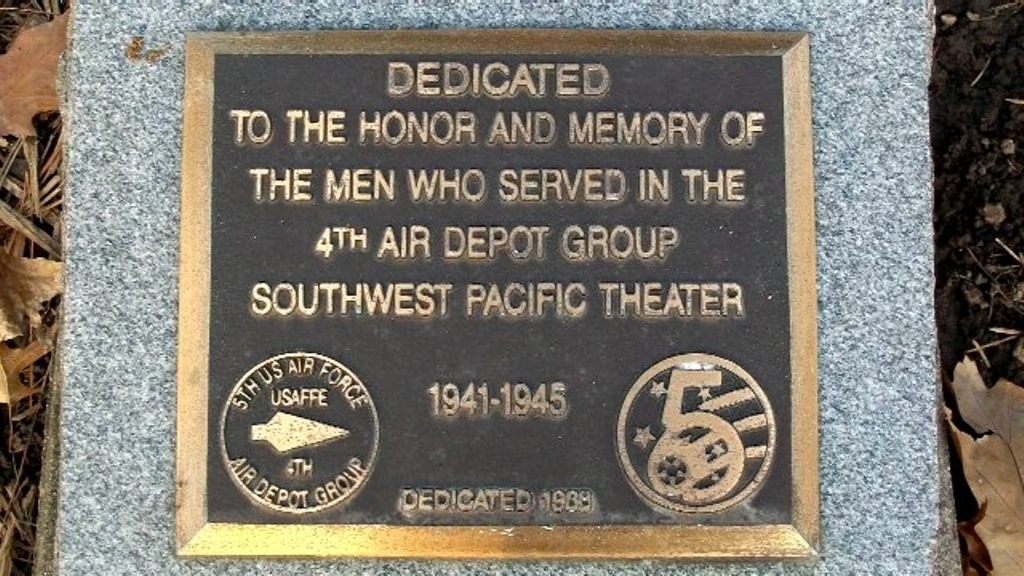 DEDICATED
TO THE HONOR AND MEMORY OF
THE MEN WHO SERVED IN THE
4TH AIR DEPOT GROUP
SOUTHWEST PACIFIC THEATER
5TH US AIR FORCE
USAFFE
4TH
AIR DEPOT GROUP
1941-1945
5
DEDICATED